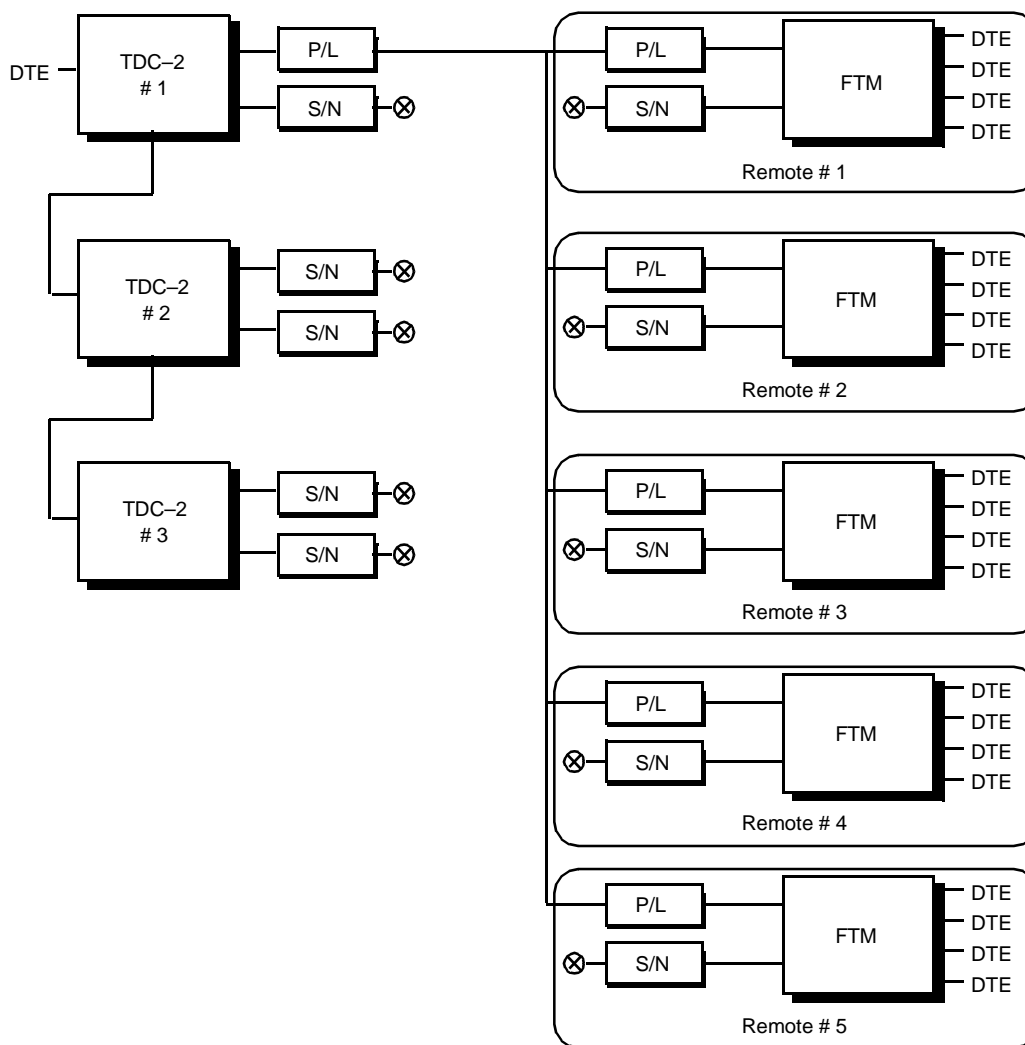 DTE
TDC–2
# 1
P/L
S/N
TDC–2
# 2
S/N
S/N
TDC–2
# 3
S/N
S/N
P/L
S/N
FTM
DTE
DTE
DTE
DTE
Remote # 1
P/L
S/N
FTM
DTE
DTE
DTE
DTE
Remote # 2
P/L
S/N
FTM
DTE
DTE
DTE
DTE
Remote # 3
P/L
S/N
FTM
DTE
DTE
DTE
DTE
Remote # 4
P/L
S/N
FTM
DTE
DTE
DTE
DTE
Remote # 5